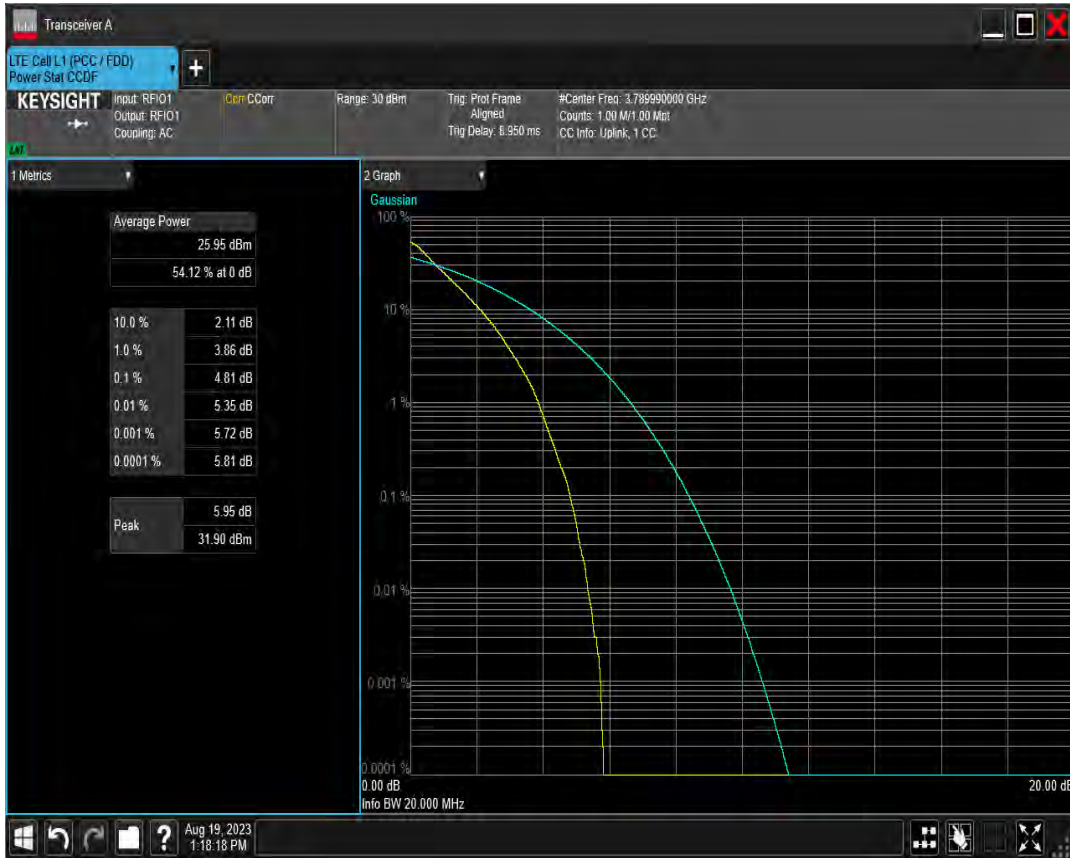 Transceiver A
LTE Cell L1 (PCC / FDD)
Power Stat CCDF
KEYSIGHT
Input: RFIO1
Output: RFIO1
Coupling: AC
Corr CCorr
Range: 30 dBm
Trig: Prot Frame
Aligned
Trig Delay: 8.950 ms
#Center Freq: 3.789990000 GHz
Counts: 1.00 M/1.00 Mpt
CC Info: Uplink, 1 CC
1 Metrics
Average Power
25.95 dBm
54.12 % at 0 dB
10.0 % 2.11 dB
1.0 % 3.86 dB
0.1 % 4.81 dB
0.01 % 5.35 dB
0.001 % 5.72 dB
0.0001 % 5.81 dB
Peak
5.95 dB
31.90 dBm
2 Graph
Gaussian
100 %
10 %
1 %
0.1 %
0.01 %
0.001 %
0.0001 %
0.00 dB
20.00 dB
Info BW 20.000 MHz
Aug 19, 2023
1:18:18 PM